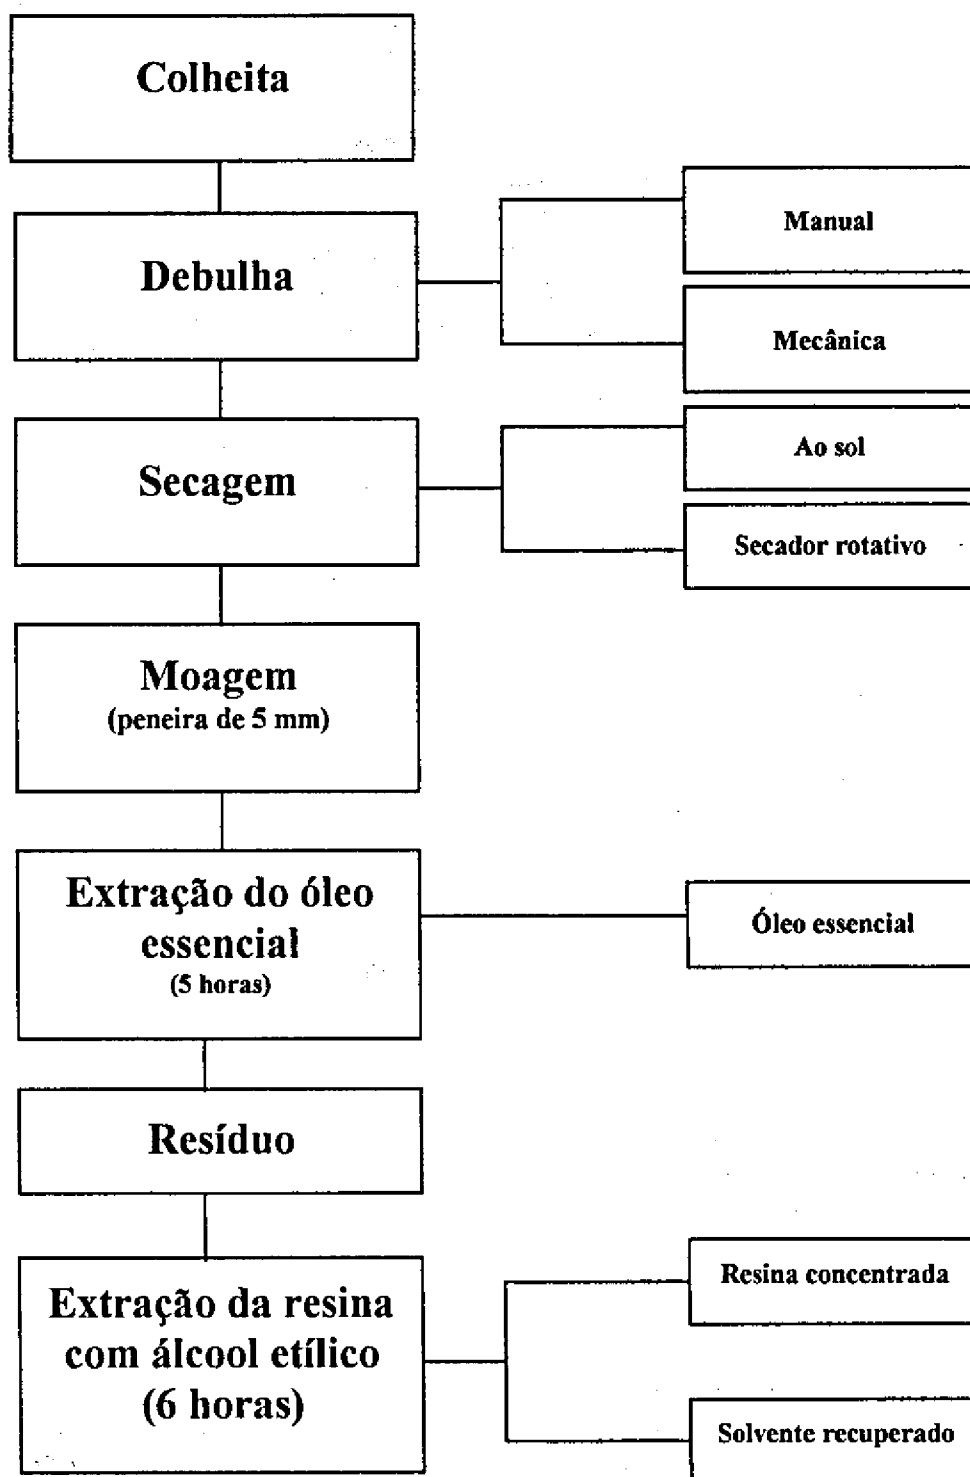 Colheita
Debulha
Manual
Mecânica
Secagem
Ao sol
Secador rotativo
Moagem
(peneira de 5 mm)
Extração do óleo
essencial
(5 horas)
Óleo essencial
Resíduo
Extração da resina
com álcool etílico
(6 horas)
Resina concentrada
Solvente recuperado